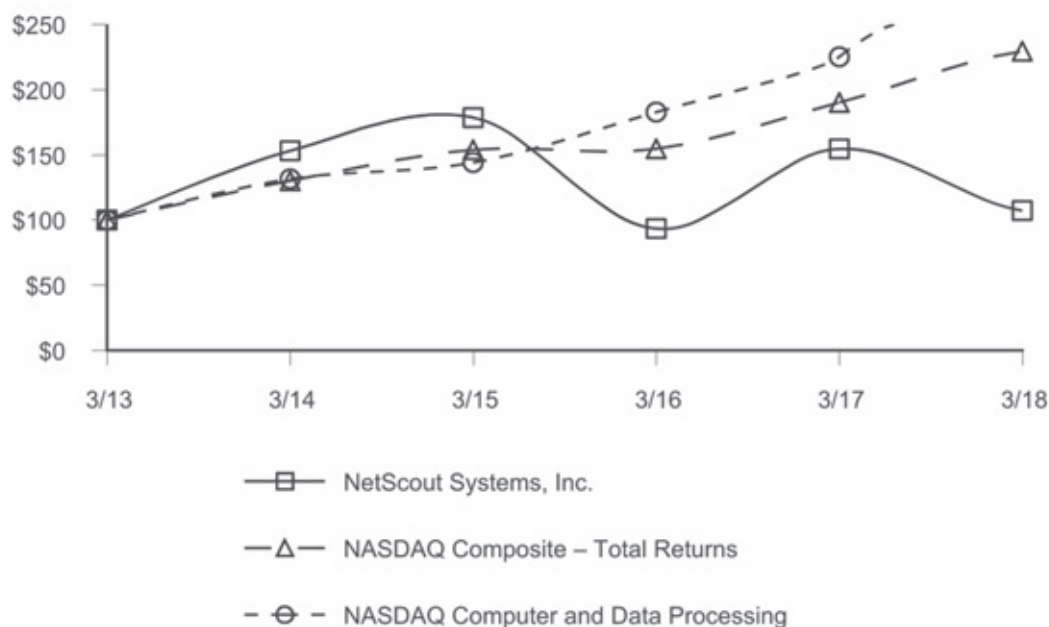 $250
$200
$150
$100
$50
$0
3/13 3/14 3/15 3/16 3/17 3/18
NetScout Systems, Inc.
NASDAQ Composite – Total Returns
NASDAQ Computer and Data Processing